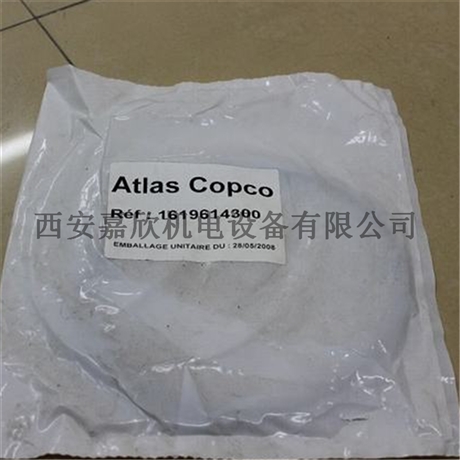 Atlas Copco
Réf : 1619614300
西安嘉欣机电设备有限公司
EMBALLAGE UNITAIRE DU : 28/05/2008